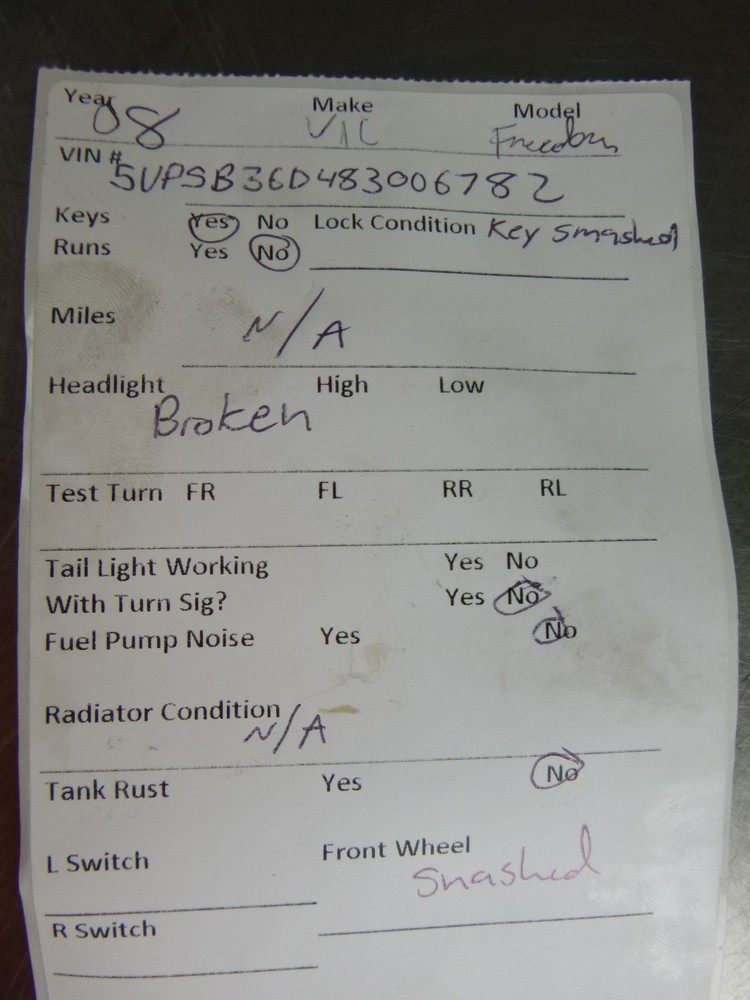 Year 08 Make VIC Model Freedom
VIN # 5VPSB36D483006782
Keys Yes No Lock Condition Key Smashed
Runs Yes No
Miles N/A
Headlight High Low
Broken
Test Turn FR FL RR RL
Tail Light Working Yes No
With Turn Sig? Yes No
Fuel Pump Noise Yes No
Radiator Condition
N/A
Tank Rust Yes No
L Switch Front Wheel
Smashed
R Switch